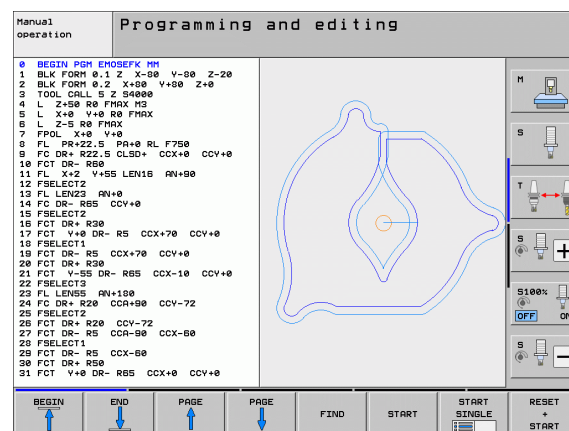 Manual
operation
Programming and editing
0 BEGIN PGM EMOSEFK MM
1 BLK FORM 0.1 Z X-80 Y-80 Z-20
2 BLK FORM 0.2 X+80 Y+80 Z+0
3 TOOL CALL 5 Z S4000
4 L Z+50 R0 FMAX M3
5 L X+0 Y+0 R0 FMAX
6 L Z-5 R0 FMAX
7 FPOL X+0 Y+0
8 FL PR+22.5 PA+0 RL F750
9 FC DR+ R22.5 CLSD+ CCX+0 CCY+0
10 FCT DR- R60
11 FL X+2 Y+55 LEN16 AN+90
12 FSELECT2
13 FL LEN23 AN+0
14 FC DR- R65 CCY+0
15 FSELECT2
16 FCT DR+ R30
17 FCT Y+0 DR- R5 CCX+70 CCY+0
18 FSELECT1
19 FCT DR- R5 CCX+70 CCY+0
20 FCT DR+ R30
21 FCT Y-55 DR- R65 CCX-10 CCY+0
22 FSELECT3
23 FL LEN55 AN+180
24 FC DR+ R20 CCA+90 CCY-72
25 FSELECT2
26 FCT DR+ R20 CCY-72
27 FCT DR- R5 CCA-90 CCX-60
28 FSELECT1
29 FCT DR- R5 CCX-60
30 FCT DR+ R50
31 FCT Y+0 DR- R65 CCX+0 CCY+0
M
S
T
S
+
S100%
OFF
ON
S
−
BEGIN
END
PAGE
PAGE
FIND
START
START
SINGLE
RESET
+
START